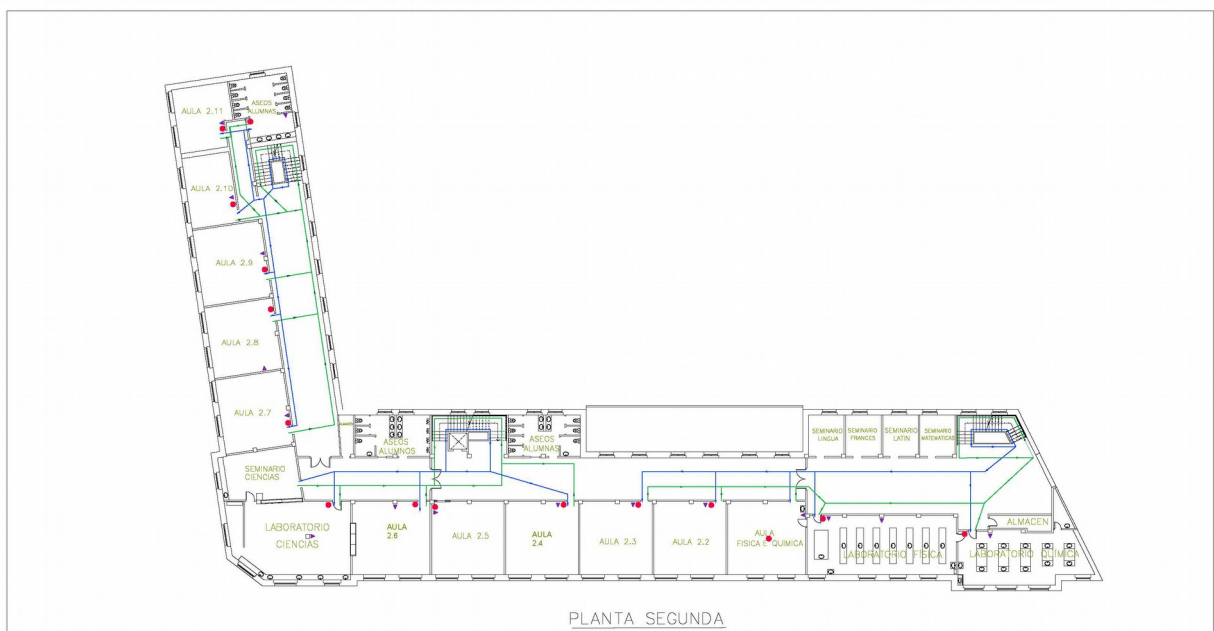 AULA 2.11
ASEOS
ALUMNAS
AULA 2.10
AULA 2.9
AULA 2.8
AULA 2.7
ASEOS
ALUMNOS
ASEOS
ALUMNAS
SEMINARIO
LINGUA
SEMINARIO
FRANCES
SEMINARIO
LATIN
SEMINARIO
MATEMATICAS
SEMINARIO
CIENCIAS
LABORATORIO
CIENCIAS
AULA
2.6
AULA 2.5
AULA
2.4
AULA 2.3
AULA 2.2
AULA
FISICA E QUIMICA
LABORATORIO FÍSICA
ALMACEN
LABORATORIO QUÍMICA
PLANTA SEGUNDA